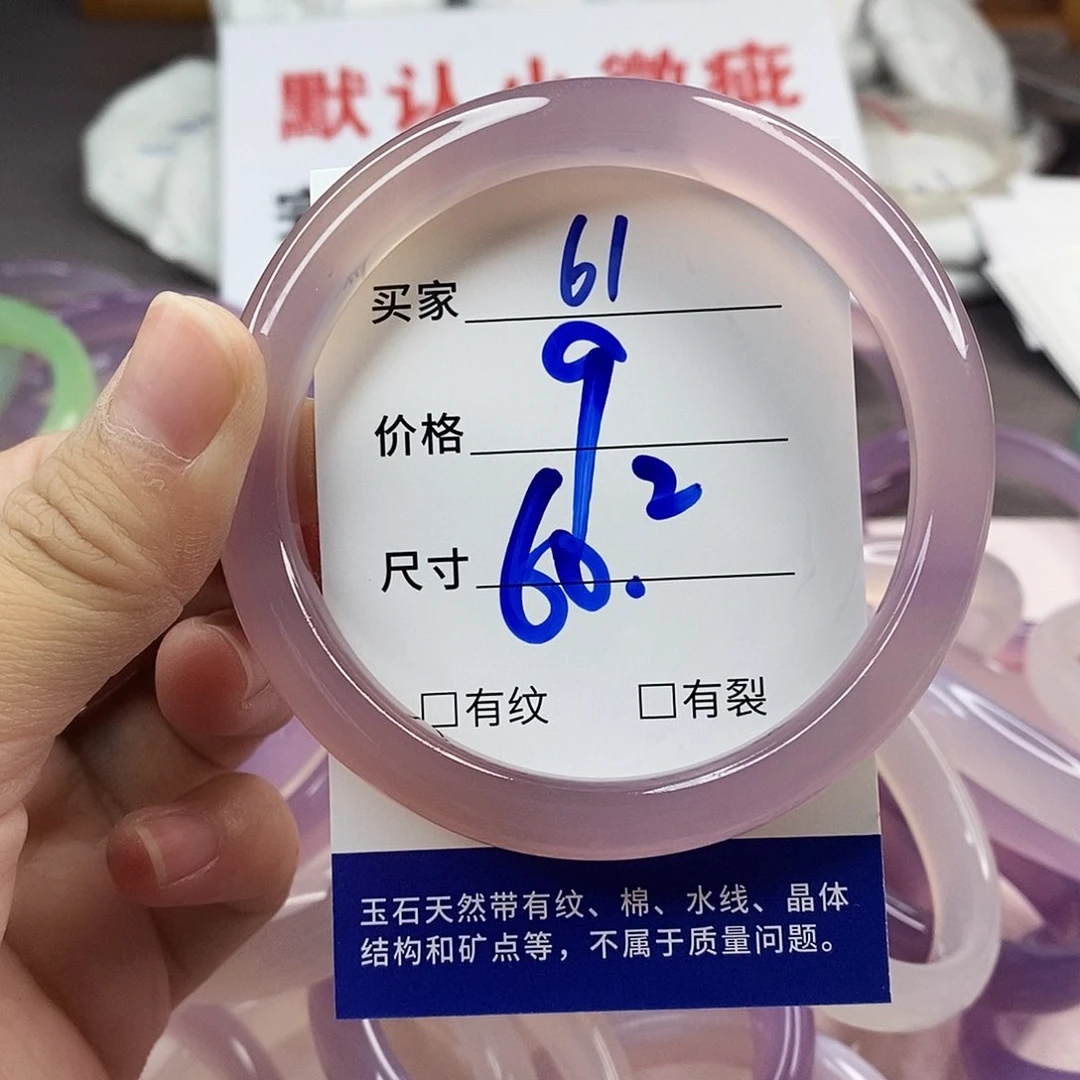 默认小微疵
买家 61
价格 9
尺寸 60.2
□有纹 □有裂
玉石天然带有纹、棉、水线、晶体
结构和矿点等，不属于质量问题。